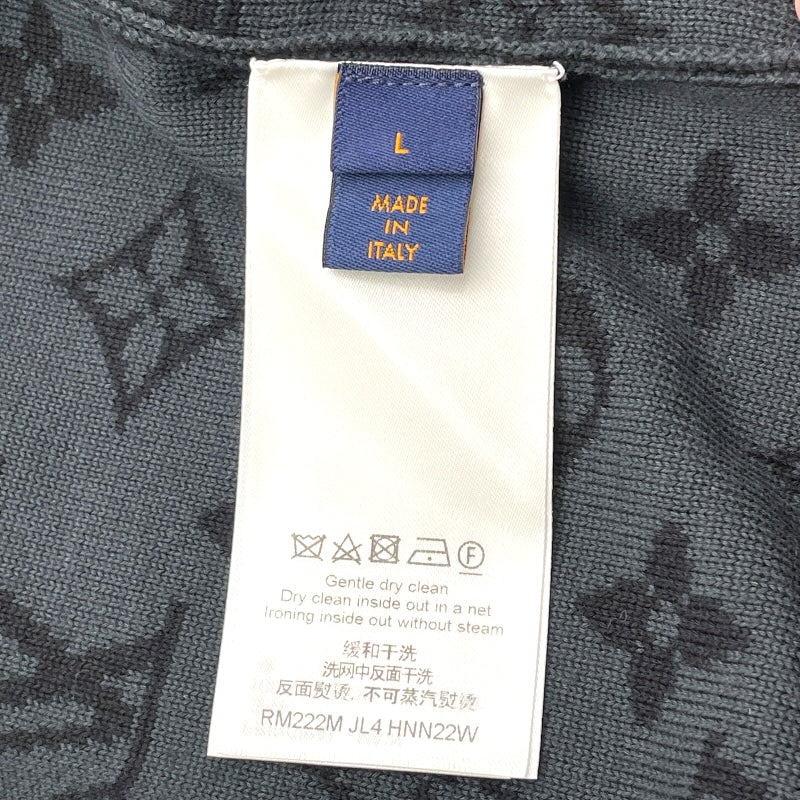 L
MADE
IN
ITALY
F
Gentle dry clean
Dry clean inside out in a net
Ironing inside out without steam
缓和干洗
洗网中反面干洗
反面熨烫, 不可蒸汽熨烫
RM222M JL4 HNN22W